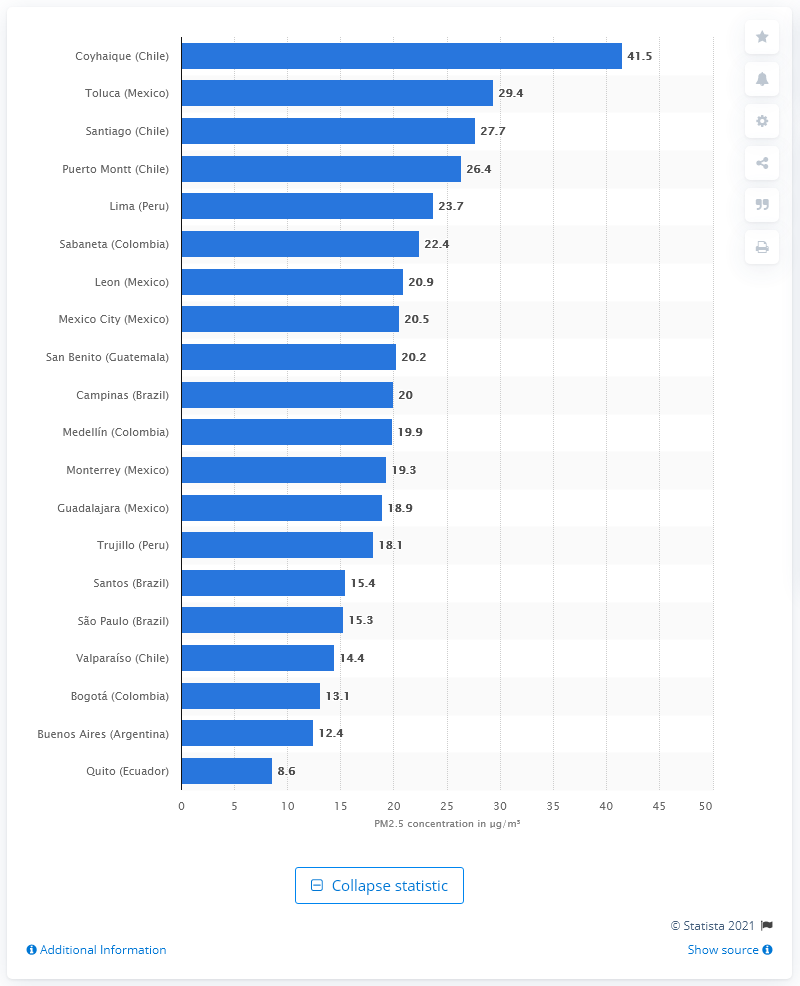 Coyhaique (Chile) 41.5
Toluca (Mexico) 29.4
Santiago (Chile) 27.7
Puerto Montt (Chile) 26.4
Lima (Peru) 23.7
Sabaneta (Colombia) 22.4
Leon (Mexico) 20.9
Mexico City (Mexico) 20.5
San Benito (Guatemala) 20.2
Campinas (Brazil) 20
Medellín (Colombia) 19.9
Monterrey (Mexico) 19.3
Guadalajara (Mexico) 18.9
Trujillo (Peru) 18.1
Santos (Brazil) 15.4
São Paulo (Brazil) 15.3
Valparaíso (Chile) 14.4
Bogotá (Colombia) 13.1
Buenos Aires (Argentina) 12.4
Quito (Ecuador) 8.6
0 5 10 15 20 25 30 35 40 45 50
PM2.5 concentration in µg/m³
Collapse statistic
© Statista 2021
Additional Information Show source